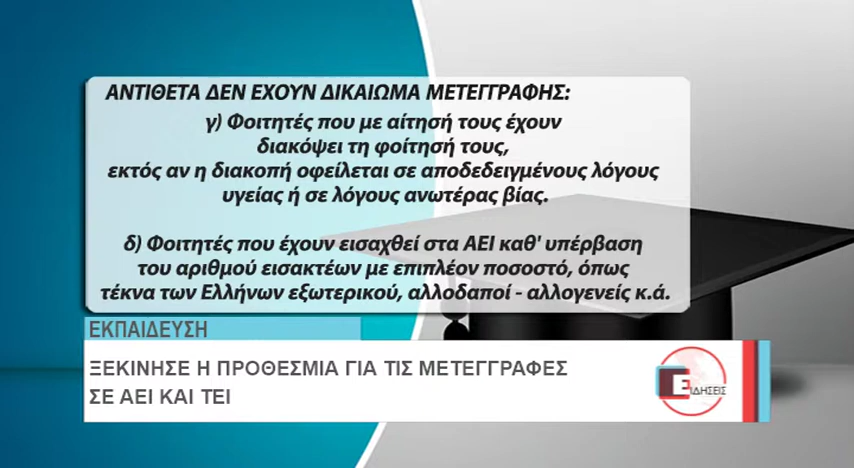 ΑΝΤΙΘΕΤΑ ΔΕΝ ΕΧΟΥΝ ΔΙΚΑΙΩΜΑ ΜΕΤΕΓΓΡΑΦΗΣ:
γ) Φοιτητές που με αίτησή τους έχουν
διακόψει τη φοίτησή τους,
εκτός αν η διακοπή οφείλεται σε αποδεδειγμένους λόγους
υγείας ή σε λόγους ανωτέρας βίας.
δ) Φοιτητές που έχουν εισαχθεί στα ΑΕΙ καθ' υπέρβαση
του αριθμού εισακτέων με επιπλέον ποσοστό, όπως
τέκνα των Ελλήνων εξωτερικού, αλλοδαποί - αλλογενείς κ.ά.
ΕΚΠΑΙΔΕΥΣΗ
ΞΕΚΙΝΗΣΕ Η ΠΡΟΘΕΣΜΙΑ ΓΙΑ ΤΙΣ ΜΕΤΕΓΓΡΑΦΕΣ
ΣΕ ΑΕΙ ΚΑΙ ΤΕΙ
ΕΙΔΗΣΕΙΣ